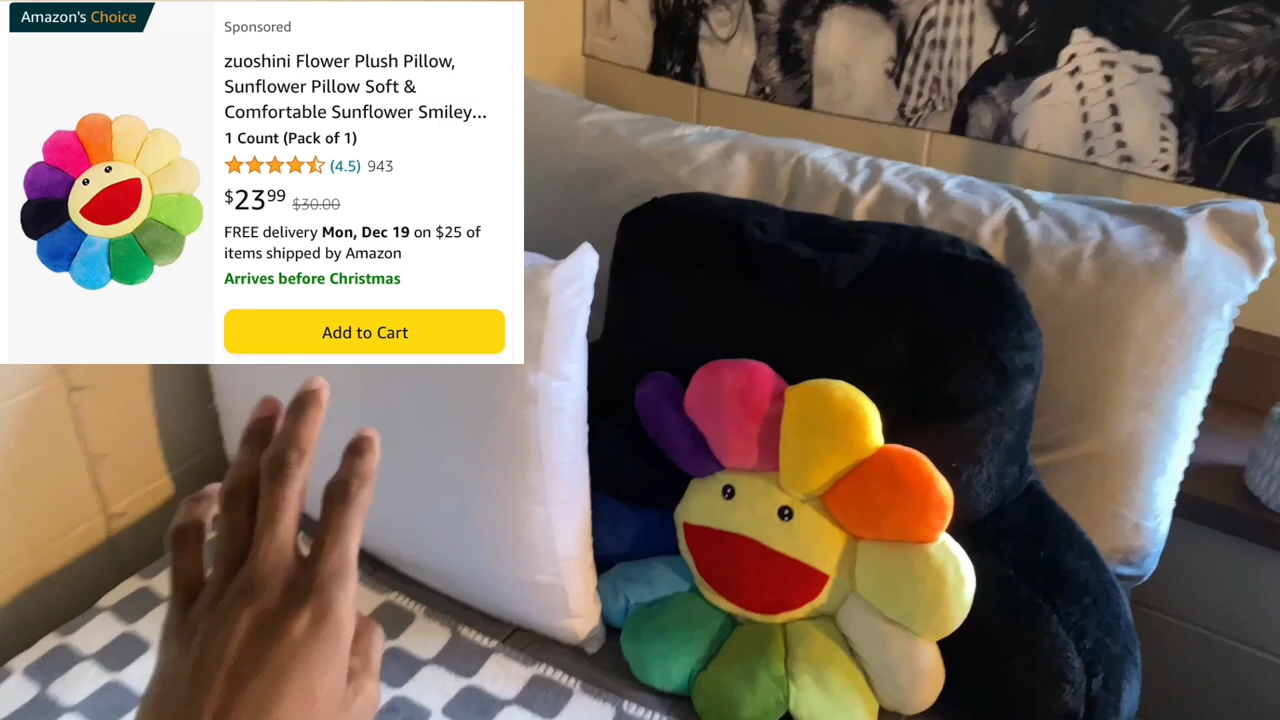 Amazon's Choice
Sponsored
zuoshini Flower Plush Pillow,
Sunflower Pillow Soft &
Comfortable Sunflower Smiley...
1 Count (Pack of 1)
(4.5) 943
$23.99 $30.00
FREE delivery Mon, Dec 19 on $25 of
items shipped by Amazon
Arrives before Christmas
Add to Cart